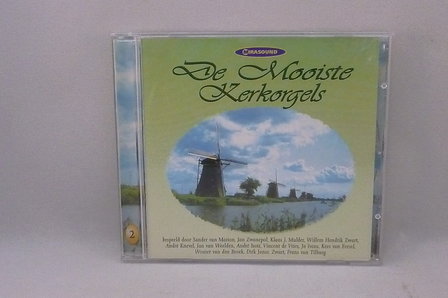 MASOUND
De Mooiste
Kerkorgels
Bespeeld door Sander van Marion, Jan Zwanepol, Klaas J. Mulder, Willem Hendrik Zwart,
André Knevel, Jan van Weelden, André Nieu, Vincent de Vries, Jo Ivens, Kees van Eersel,
Wouter van den Broek, Dirk Jansz. Zwart, Frans van Tilburg
2